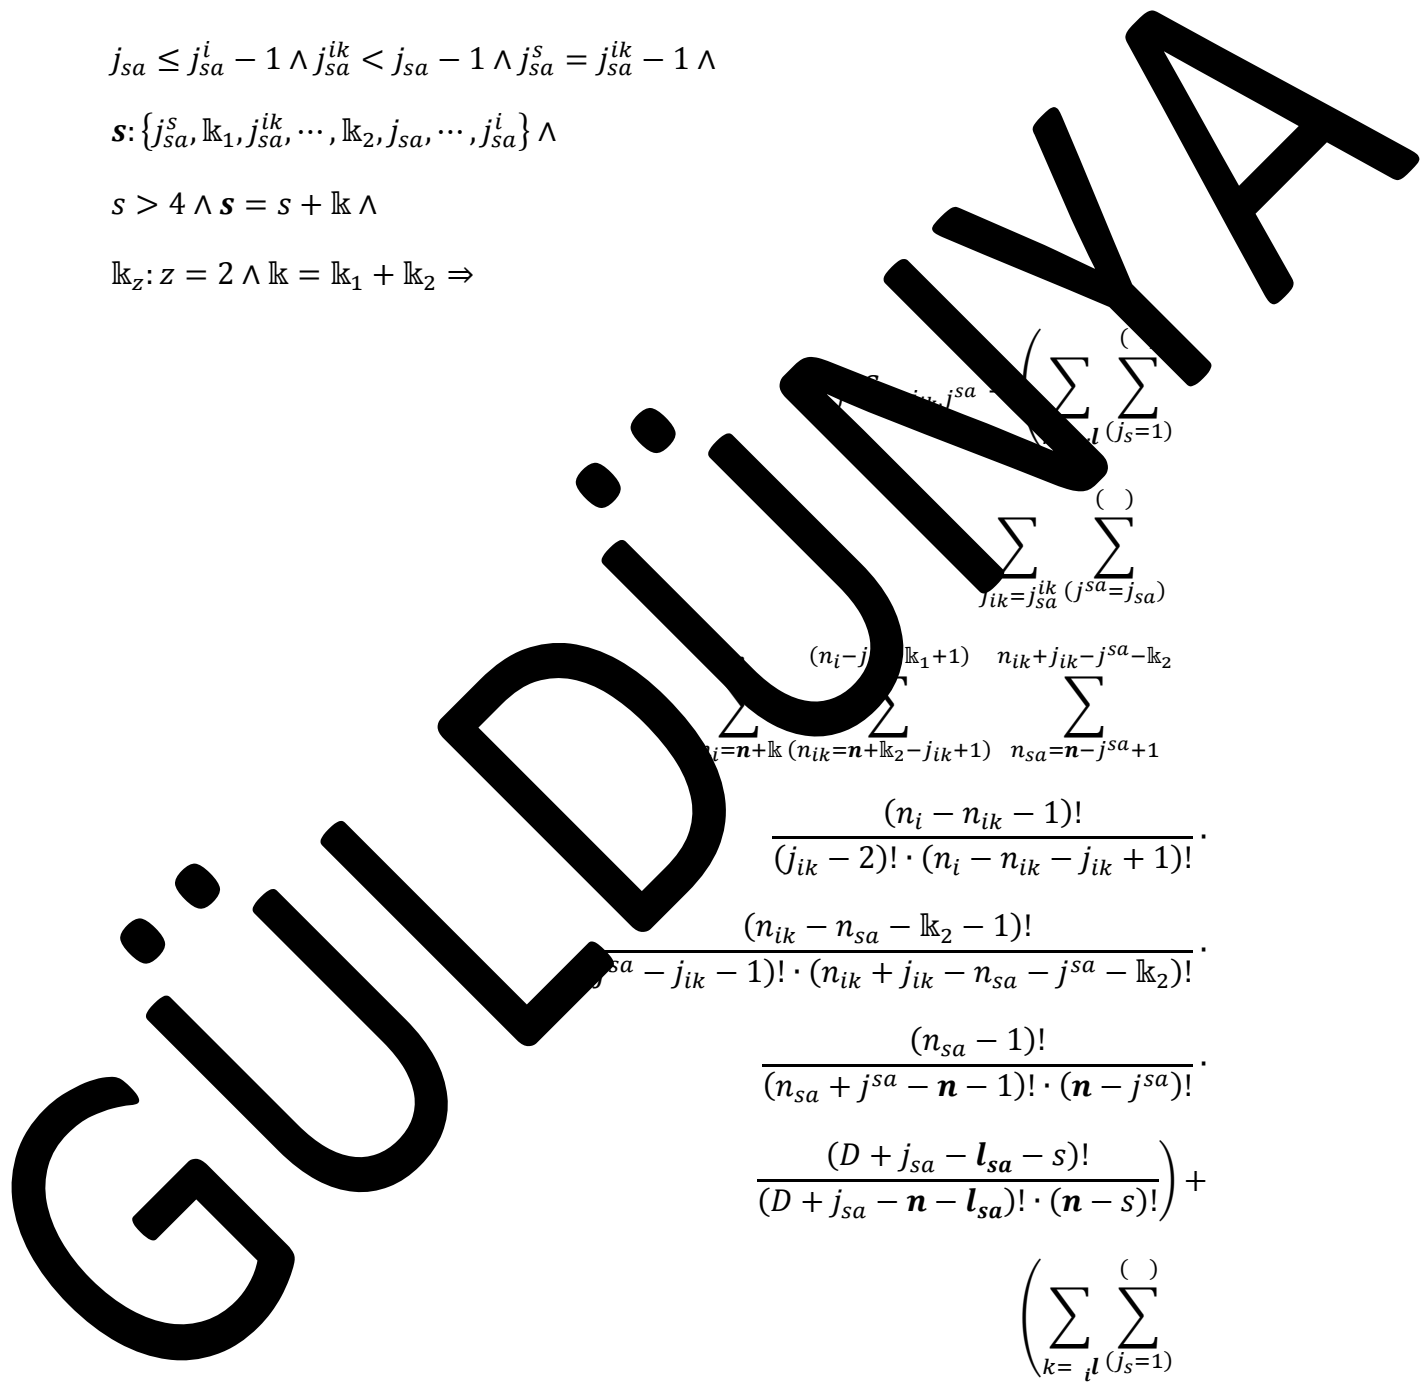 j_{sa} ≤ j_{sa}^{i} − 1 ∧ j_{sa}^{ik} < j_{sa} − 1 ∧ j_{sa}^{s} = j_{sa}^{ik} − 1 ∧
s: {j_{sa}^{s}, 𝕜_1, j_{sa}^{ik}, ⋯, 𝕜_2, j_{sa}, ⋯, j_{sa}^{i}} ∧
s > 4 ∧ s = s + 𝕜 ∧
𝕜_z: z = 2 ∧ 𝕜 = 𝕜_1 + 𝕜_2 ⇒
j^{sa} ( ∑ ∑_{(j_s=1)}
∑_{j_{ik}=j_{sa}^{ik}} ∑_{(j^{sa}=j_{sa})}^{( )}
∑_{n_i=n+𝕜} ∑_{(n_{ik}=n+𝕜_2−j_{ik}+1)} ∑_{n_{sa}=n−j^{sa}+1}^{n_{ik}+j_{ik}−j^{sa}−𝕜_2}
(n_i − n_{ik} − 1)!
(j_{ik} − 2)! · (n_i − n_{ik} − j_{ik} + 1)! ·
(n_{ik} − n_{sa} − 𝕜_2 − 1)!
(j^{sa} − j_{ik} − 1)! · (n_{ik} + j_{ik} − n_{sa} − j^{sa} − 𝕜_2)! ·
(n_{sa} − 1)!
(n_{sa} + j^{sa} − n − 1)! · (n − j^{sa})! ·
(D + j_{sa} − l_{sa} − s)!
(D + j_{sa} − n − l_{sa})! · (n − s)! ) +
( ∑_{k= _{i}l} ∑_{(j_s=1)}^{( )}
GÜLDÜNYA